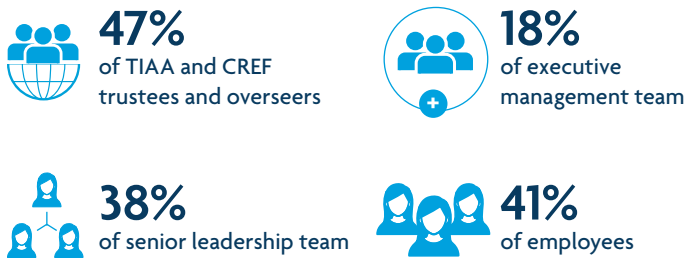 47%
of TIAA and CREF
trustees and overseers
18%
of executive
management team
38%
of senior leadership team
41%
of employees